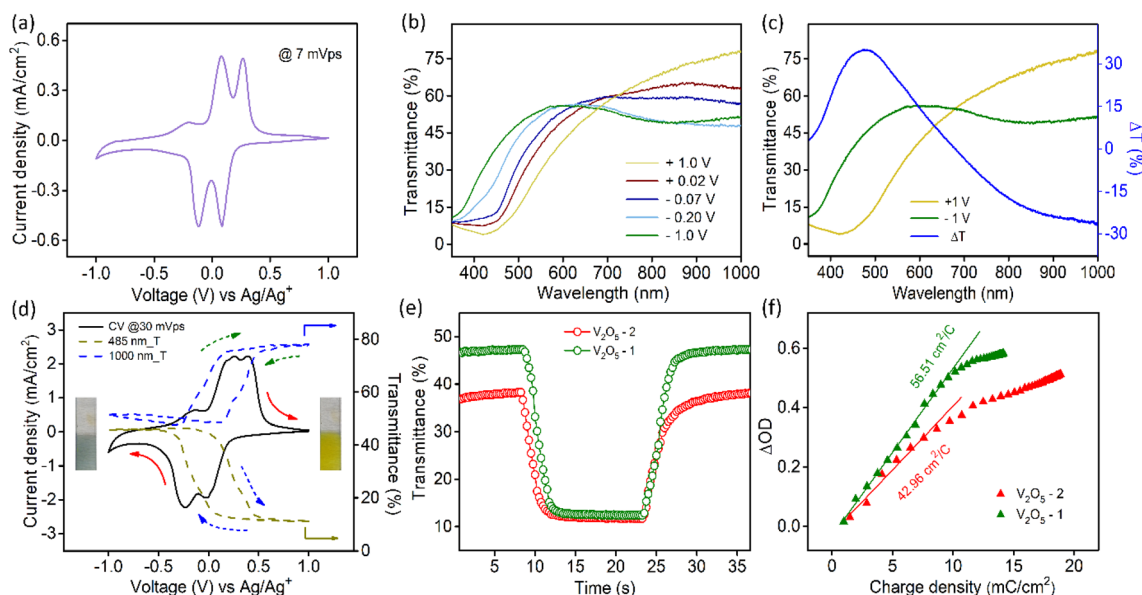 (a)
@ 7 mVps
Current density (mA/cm²)
0.6
0.3
0.0
-0.3
-0.6
-1.0 -0.5 0.0 0.5 1.0
Voltage (V) vs Ag/Ag⁺
(b)
Transmittance (%)
75
60
45
30
15
0
+ 1.0 V
+ 0.02 V
- 0.07 V
- 0.20 V
- 1.0 V
400 500 600 700 800 900 1000
Wavelength (nm)
(c)
Transmittance (%)
75
60
45
30
15
0
+1 V
- 1 V
ΔT
35
15
0
-15
-30
ΔT (%)
400 500 600 700 800 900 1000
Wavelength (nm)
(d)
CV @30 mVps
485 nm_T
1000 nm_T
Current density (mA/cm²)
3
2
1
0
-1
-2
-3
80
60
40
20
0
Transmittance (%)
-1.0 -0.5 0.0 0.5 1.0
Voltage (V) vs Ag/Ag⁺
(e)
V₂O₅ - 2
V₂O₅ - 1
Transmittance (%)
50
40
30
20
10
5 10 15 20 25 30 35
Time (s)
(f)
56.51 cm²/C
42.96 cm²/C
V₂O₅ - 2
V₂O₅ - 1
ΔOD
0.6
0.4
0.2
0.0
0 5 10 15 20
Charge density (mC/cm²)